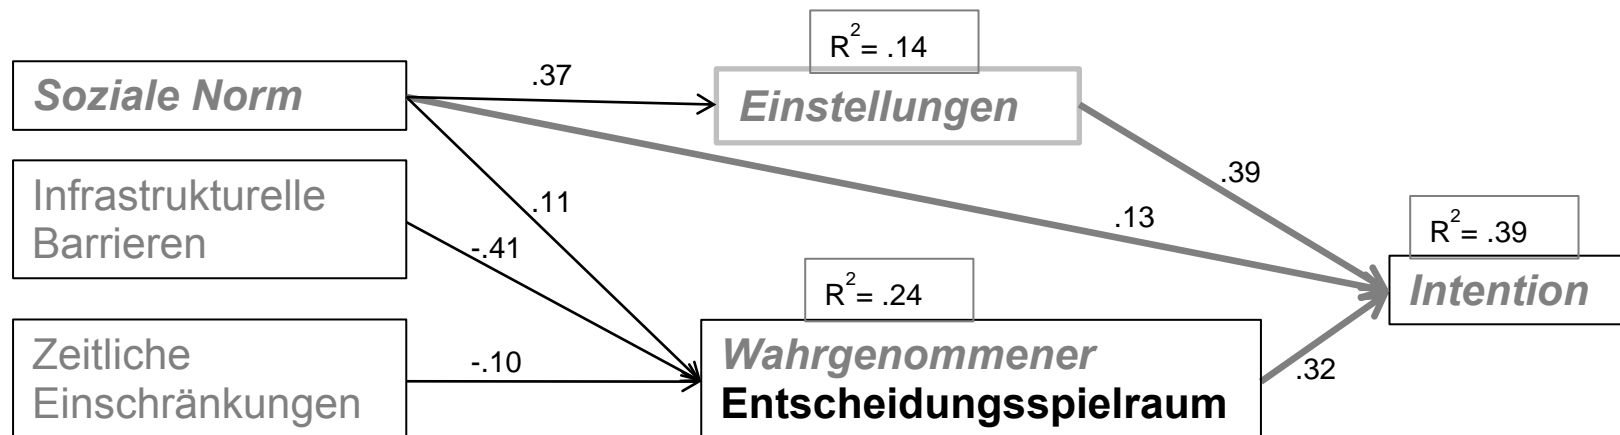 R²= .14
.37
Soziale Norm
Einstellungen
Infrastrukturelle
Barrieren
.11
-.41
.39
.13
R²= .39
Intention
R²= .24
Zeitliche
Einschränkungen
-.10
Wahrgenommener
Entscheidungsspielraum
.32